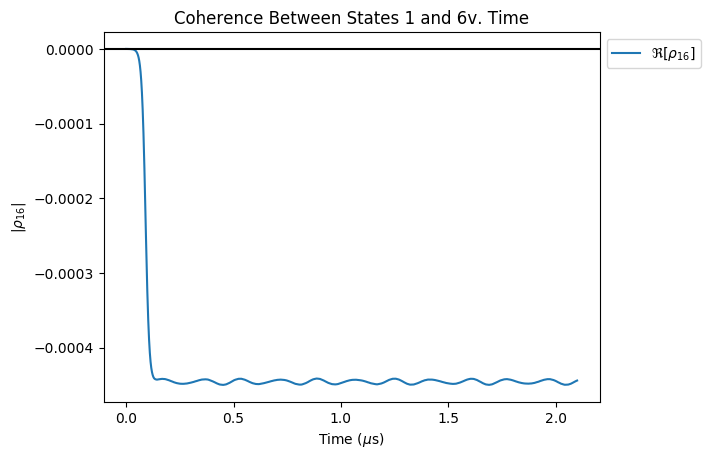 Coherence Between States 1 and 6v. Time
ℜ[ρ₁₆]
|ρ₁₆|
0.0000
−0.0001
−0.0002
−0.0003
−0.0004
0.0 0.5 1.0 1.5 2.0
Time (μs)